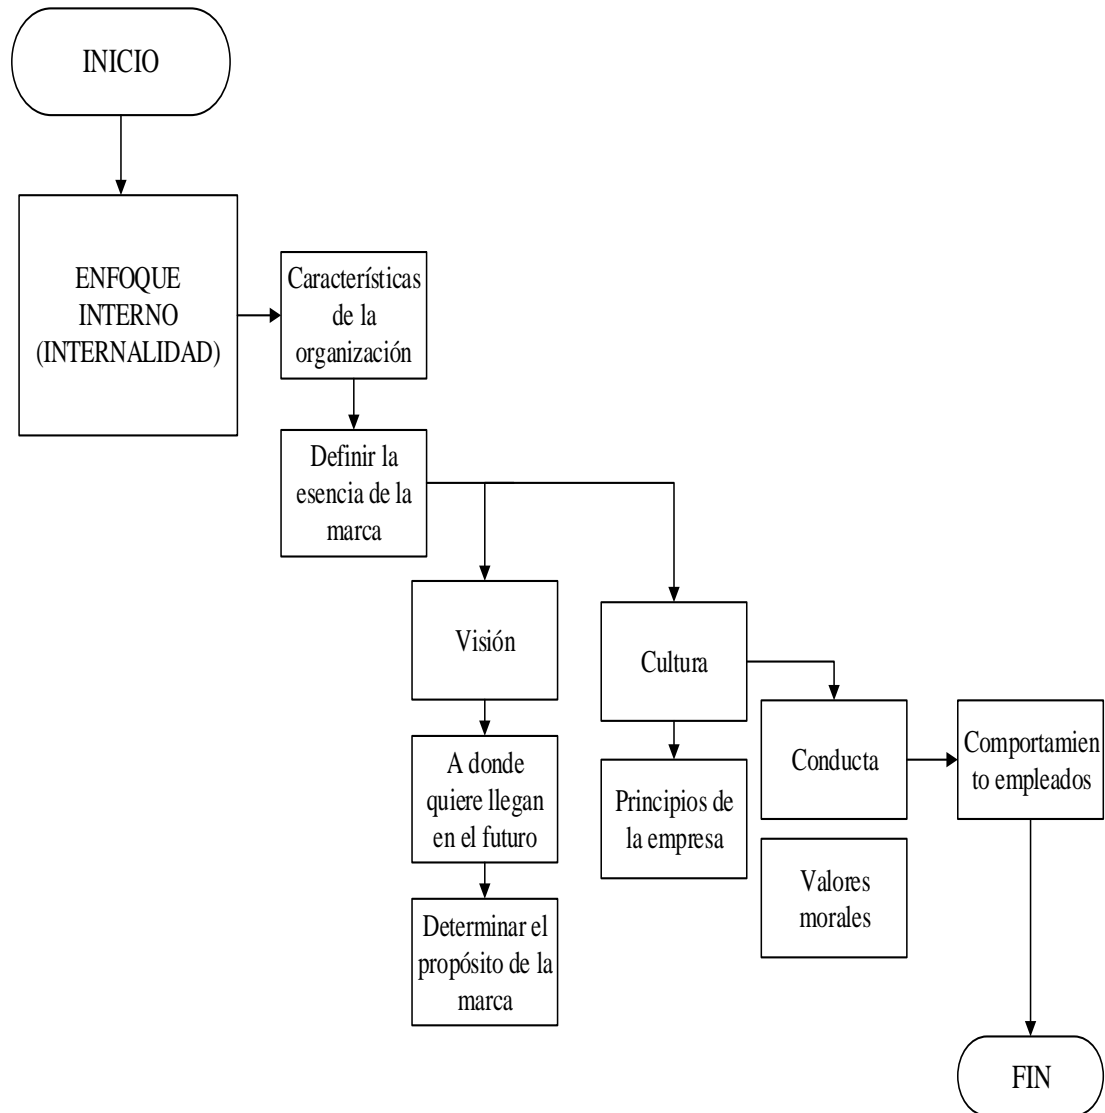 INICIO
ENFOQUE
INTERNO
(INTERNALIDAD)
Característícas
de la
organización
Definir la
esencia de la
marca
Visión
Cultura
A donde
quiere llegan
en el futuro
Principios de
la empresa
Conducta
Comportamien
to empleados
Valores
morales
Determinar el
propósito de la
marca
FIN